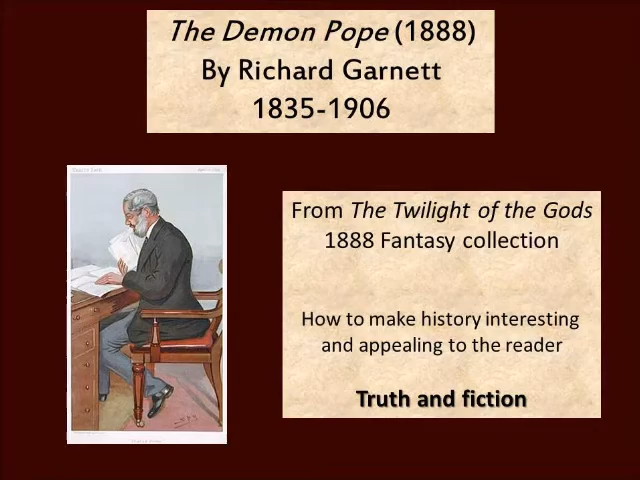 The Demon Pope (1888)
By Richard Garnett
1835-1906
From The Twilight of the Gods
1888 Fantasy collection
How to make history interesting
and appealing to the reader
Truth and fiction